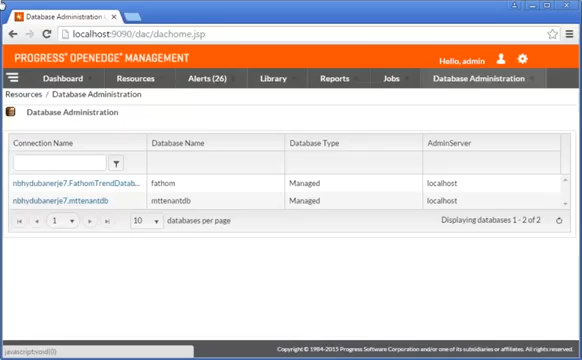 Database Administration
localhost:9090/dac/dachome.jsp
PROGRESS® OPENEDGE® MANAGEMENT
Hello, admin
Dashboard Resources Alerts (26) Library Reports Jobs Database Administration
Resources / Database Administration
Database Administration
Connection Name Database Name Database Type AdminServer
nbhydubanerje7.FathomTrendDatab... fathom Managed localhost
nbhydubanerje7.mttenantdb mttenantdb Managed localhost
1 10 databases per page Displaying databases 1 - 2 of 2
javascript:void(0)
Copyright © 1984-2015 Progress Software Corporation and/or one of its subsidiaries or affiliates. All rights reserved.